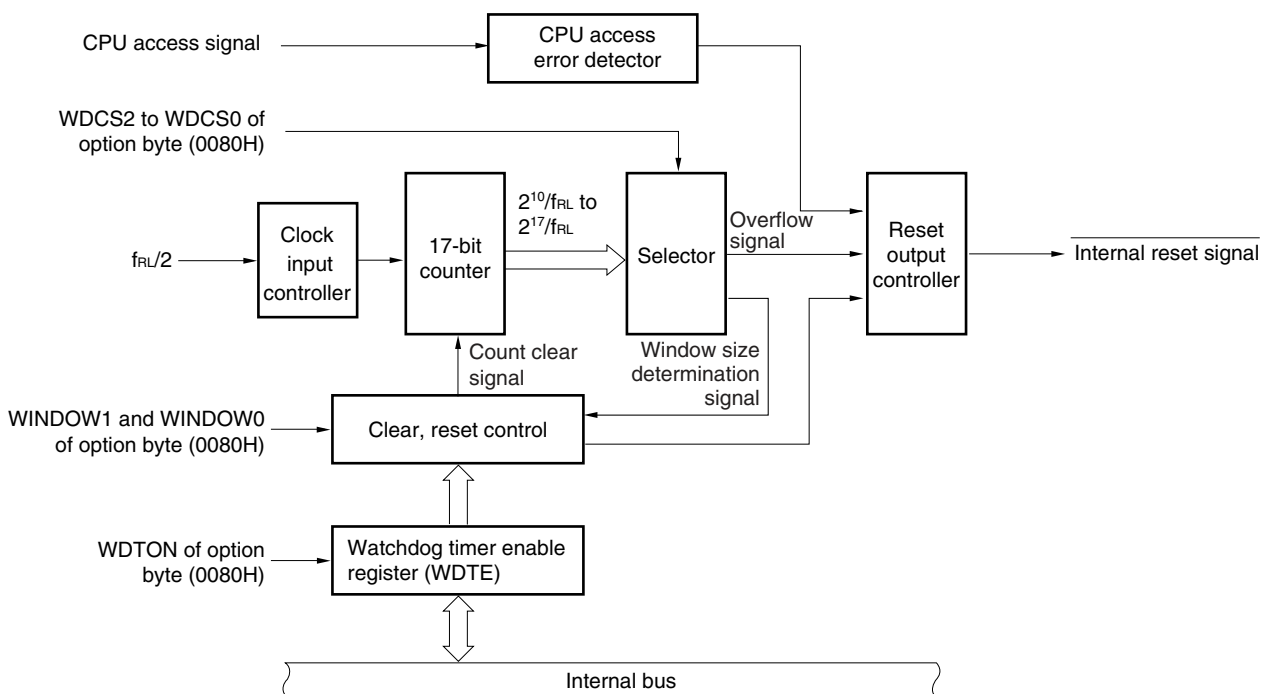 CPU access signal
CPU access
error detector
WDCS2 to WDCS0 of
option byte (0080H)
fRL/2
Clock
input
controller
17-bit
counter
2¹⁰/fRL to
2¹⁷/fRL
Selector
Overflow
signal
Reset
output
controller
Internal reset signal
Count clear
signal
Window size
determination
signal
WINDOW1 and WINDOW0
of option byte (0080H)
Clear, reset control
WDTON of option
byte (0080H)
Watchdog timer enable
register (WDTE)
Internal bus